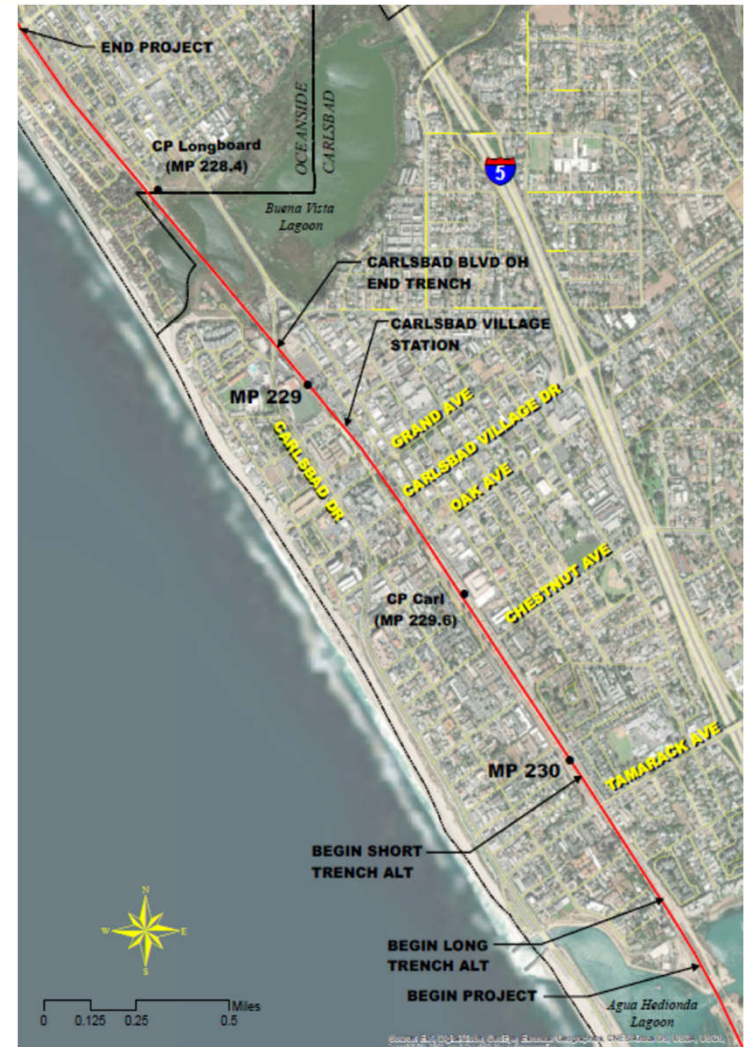 END PROJECT
OCEANSIDE
CARLSBAD
CP Longboard
(MP 228.4)
5
Buena Vista
Lagoon
CARLSBAD BLVD OH
END TRENCH
CARLSBAD VILLAGE
STATION
MP 229
GRAND AVE
CARLSBAD VILLAGE DR
CARLSBAD DR
OAK AVE
CHESTNUT AVE
CP Carl
(MP 229.6)
TAMARACK AVE
MP 230
BEGIN SHORT
TRENCH ALT
N
W E
S
BEGIN LONG
TRENCH ALT
BEGIN PROJECT
Agua Hedionda
Lagoon
Miles
0 0.125 0.25 0.5